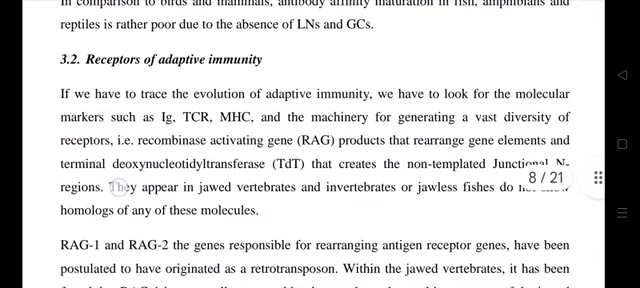 In comparison to birds and mammals, antibody affinity maturation in fish, amphibians and
reptiles is rather poor due to the absence of LNs and GCs.
3.2. Receptors of adaptive immunity
If we have to trace the evolution of adaptive immunity, we have to look for the molecular
markers such as Ig, TCR, MHC, and the machinery for generating a vast diversity of
receptors, i.e. recombinase activating gene (RAG) products that rearrange gene elements and
terminal deoxynucleotidyltransferase (TdT) that creates the non-templated Junctional N-
regions. They appear in jawed vertebrates and invertebrates or jawless fishes do
8 / 21
homologs of any of these molecules.
RAG-1 and RAG-2 the genes responsible for rearranging antigen receptor genes, have been
postulated to have originated as a retrotransposon. Within the jawed vertebrates, it has been